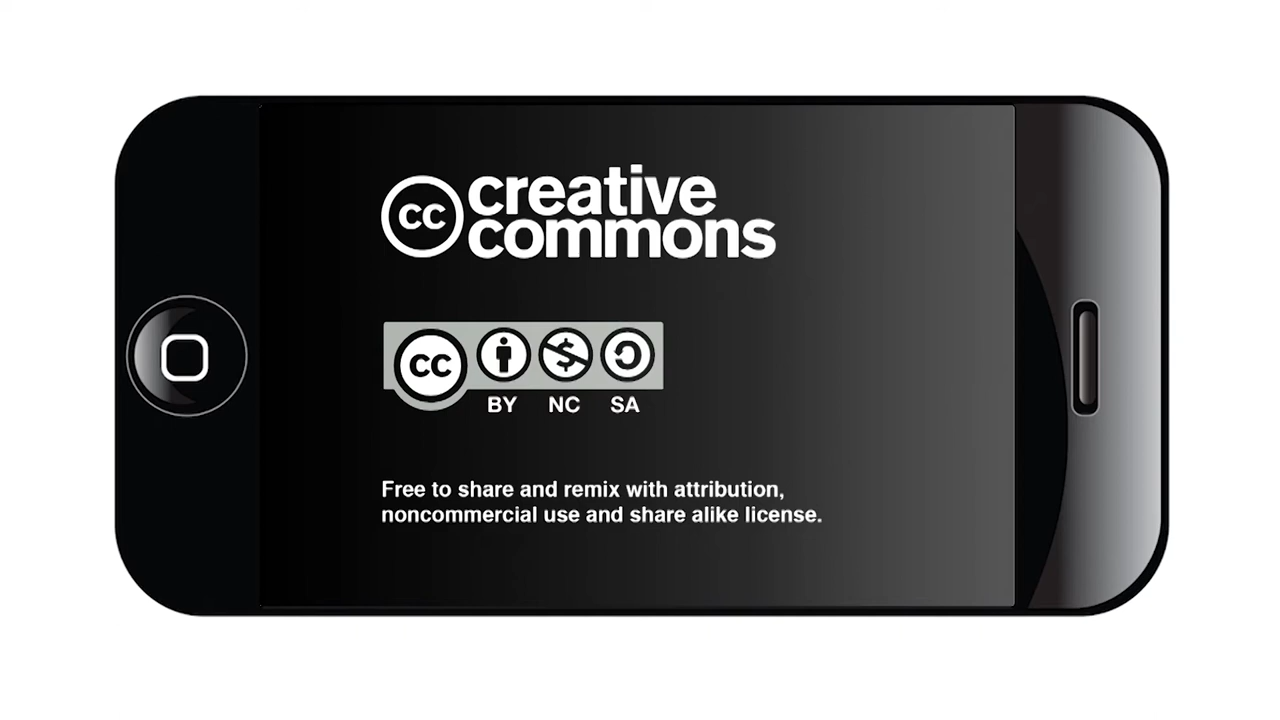 cc creative
commons
cc
BY NC SA
Free to share and remix with attribution,
noncommercial use and share alike license.